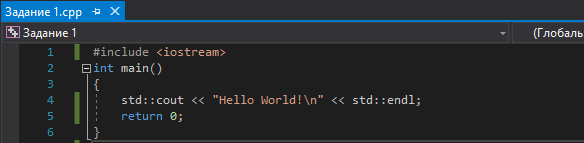 Задание 1.cpp
Задание 1 (Глобаль
1 #include <iostream>
2 int main()
3 {
4 std::cout << "Hello World!\n" << std::endl;
5 return 0;
6 }